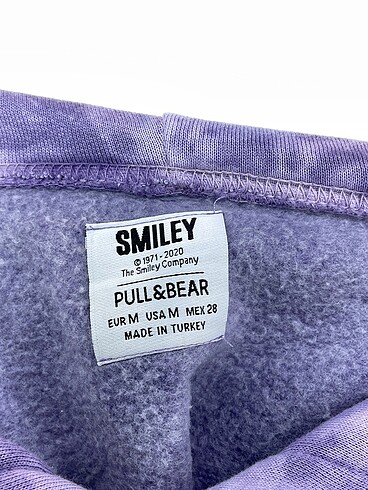 SMILEY
©1971-2020
The Smiley Company
PULL&BEAR
EUR M USA M MEX 28
MADE IN TURKEY